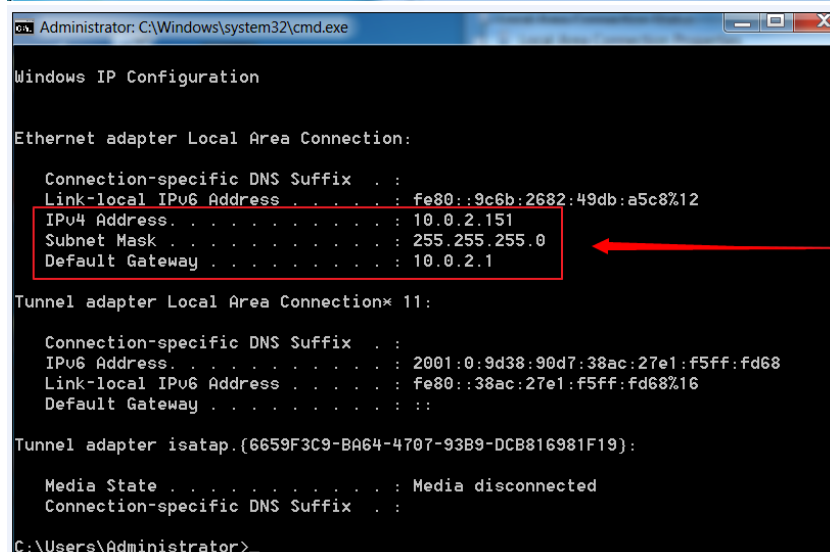 Administrator: C:\Windows\system32\cmd.exe
Windows IP Configuration
Ethernet adapter Local Area Connection:
Connection-specific DNS Suffix . :
Link-local IPv6 Address . . . . . : fe80::9c6b:2682:49db:a5c8%12
IPv4 Address. . . . . . . . . . . : 10.0.2.151
Subnet Mask . . . . . . . . . . . : 255.255.255.0
Default Gateway . . . . . . . . . : 10.0.2.1
Tunnel adapter Local Area Connection* 11:
Connection-specific DNS Suffix . :
IPv6 Address. . . . . . . . . . . : 2001:0:9d38:90d7:38ac:27e1:f5ff:fd68
Link-local IPv6 Address . . . . . : fe80::38ac:27e1:f5ff:fd68%16
Default Gateway . . . . . . . . . : ::
Tunnel adapter isatap.{6659F3C9-BA64-4707-93B9-DCB816981F19}:
Media State . . . . . . . . . . . : Media disconnected
Connection-specific DNS Suffix . :
C:\Users\Administrator>_